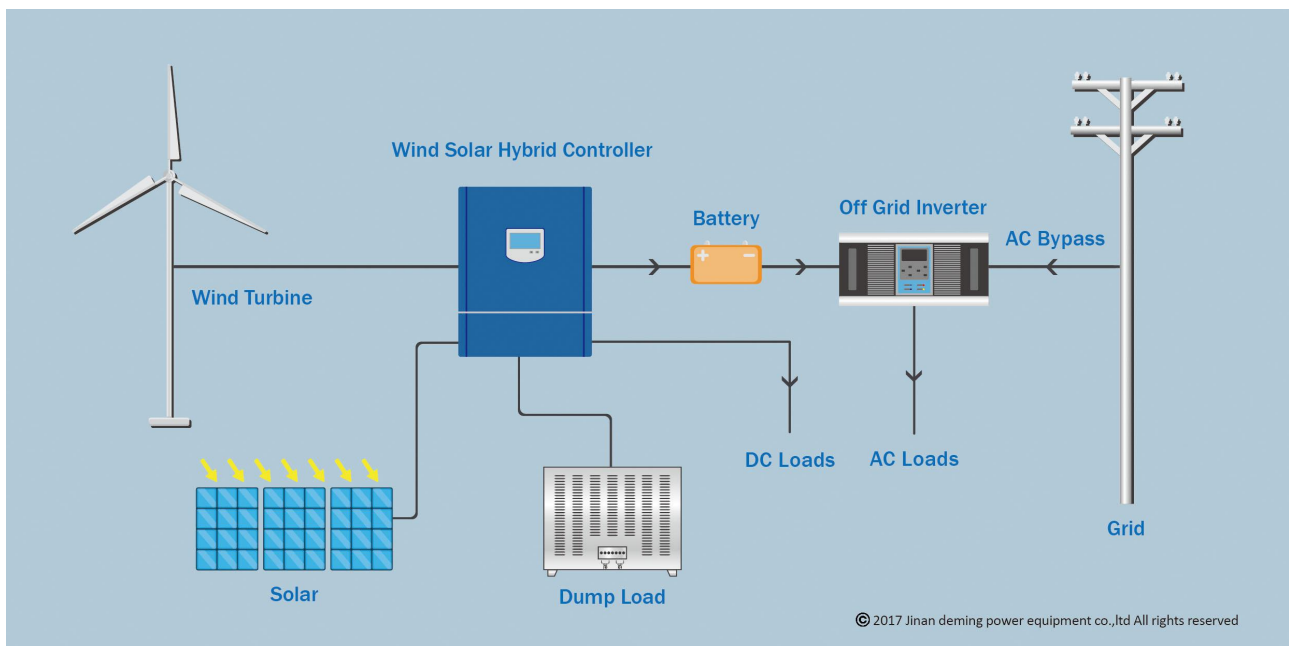 Wind Solar Hybrid Controller
Battery
Off Grid Inverter
AC Bypass
Wind Turbine
DC Loads
AC Loads
Grid
Solar
Dump Load
© 2017 Jinan deming power equipment co.,ltd All rights reserved